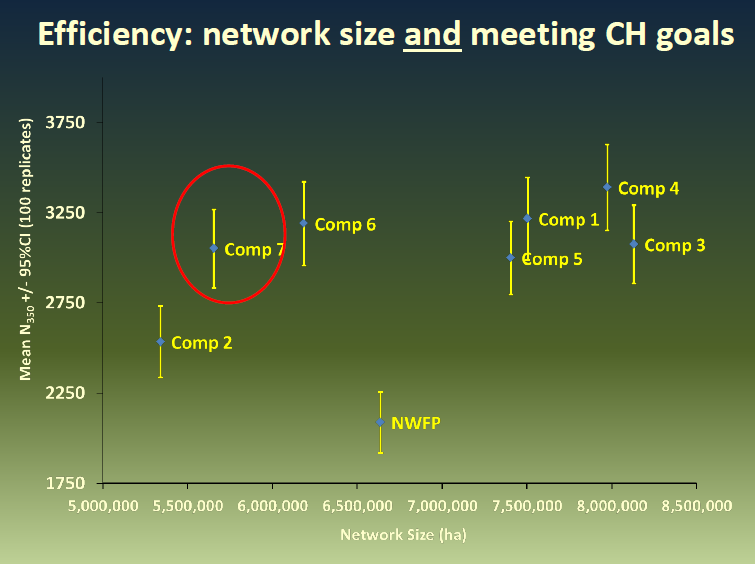 Efficiency: network size and meeting CH goals
Mean N350 +/- 95%CI (100 replicates)
3750
3250
2750
2250
1750
Comp 4
Comp 1
Comp 6
Comp 3
Comp 7
Comp 5
Comp 2
NWFP
5,000,000 5,500,000 6,000,000 6,500,000 7,000,000 7,500,000 8,000,000 8,500,000
Network Size (ha)